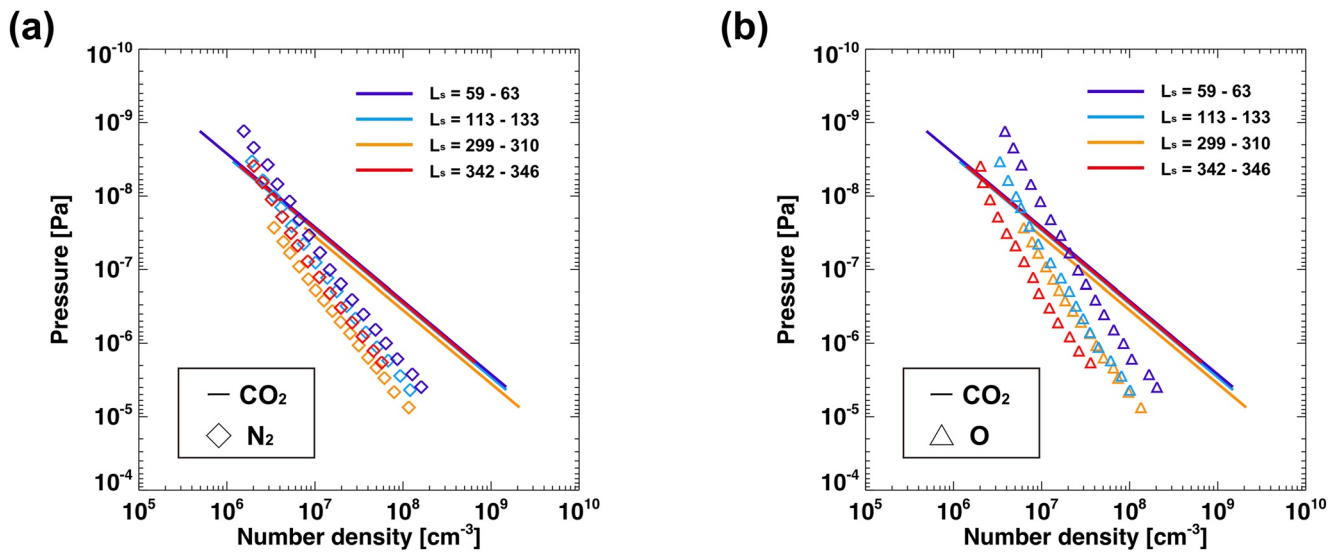 (a)
10⁻¹⁰
10⁻⁹
10⁻⁸
10⁻⁷
10⁻⁶
10⁻⁵
10⁻⁴
Pressure [Pa]
Lₛ = 59 - 63
Lₛ = 113 - 133
Lₛ = 299 - 310
Lₛ = 342 - 346
CO₂
N₂
10⁵ 10⁶ 10⁷ 10⁸ 10⁹ 10¹⁰
Number density [cm⁻³]
(b)
10⁻¹⁰
10⁻⁹
10⁻⁸
10⁻⁷
10⁻⁶
10⁻⁵
10⁻⁴
Pressure [Pa]
Lₛ = 59 - 63
Lₛ = 113 - 133
Lₛ = 299 - 310
Lₛ = 342 - 346
CO₂
O
10⁵ 10⁶ 10⁷ 10⁸ 10⁹ 10¹⁰
Number density [cm⁻³]